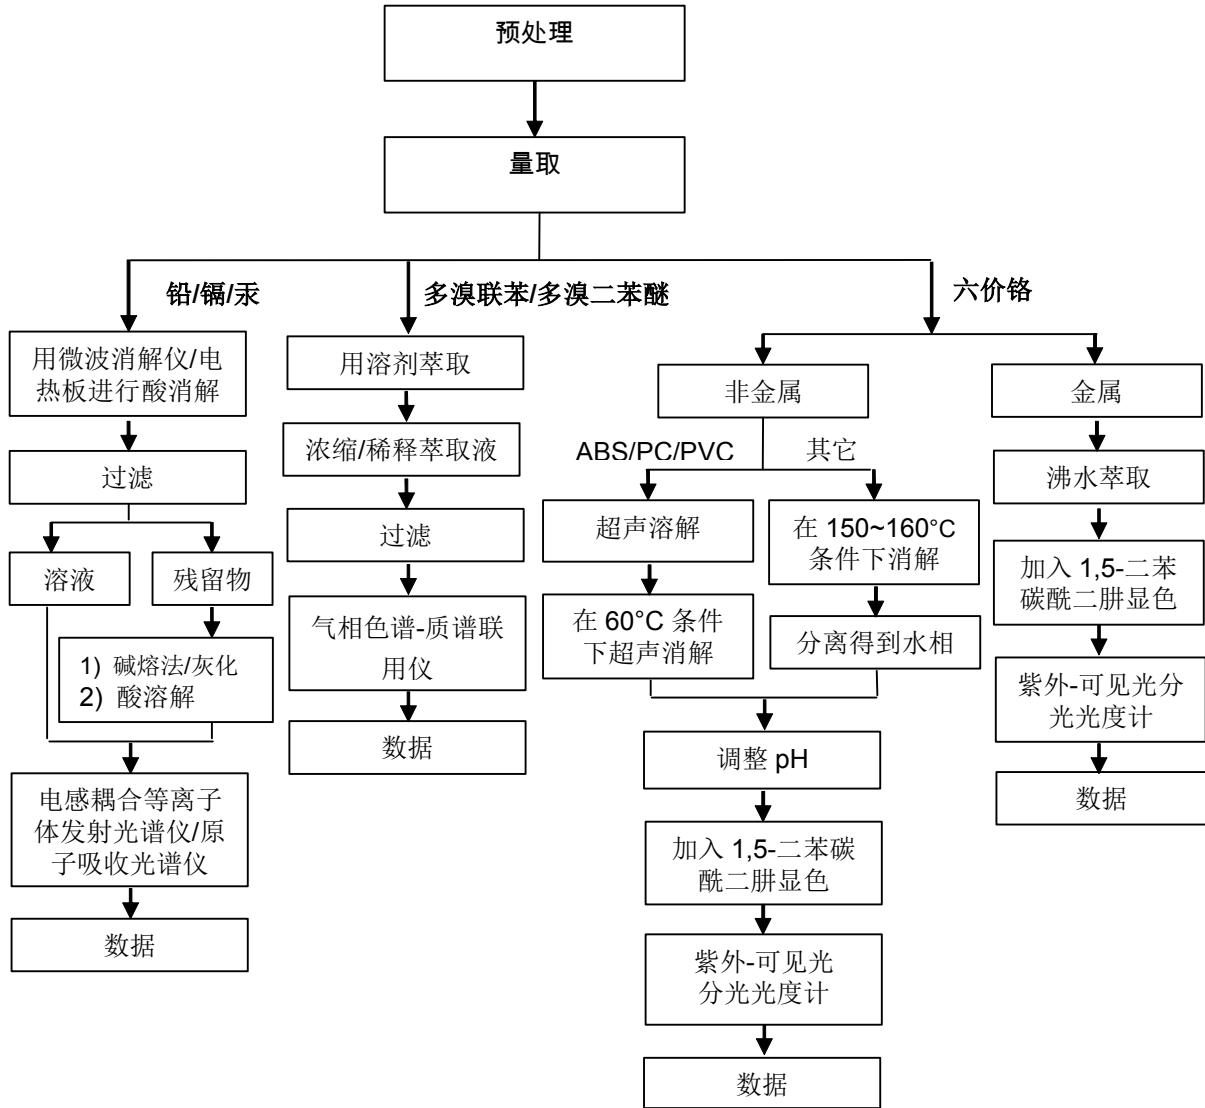 预处理
量取
铅/镉/汞
多溴联苯/多溴二苯醚
六价铬
用微波消解仪/电
热板进行酸消解
过滤
溶液
残留物
1) 碱熔法/灰化
2) 酸溶解
电感耦合等离子
体发射光谱仪/原
子吸收光谱仪
数据
用溶剂萃取
浓缩/稀释萃取液
过滤
气相色谱-质谱联
用仪
数据
非金属
ABS/PC/PVC
其它
超声溶解
在 60°C 条件
下超声消解
在 150~160°C
条件下消解
分离得到水相
调整 pH
加入 1,5-二苯碳
酰二肼显色
紫外-可见光
分光光度计
数据
金属
沸水萃取
加入 1,5-二苯
碳酰二肼显色
紫外-可见光分
光光度计
数据